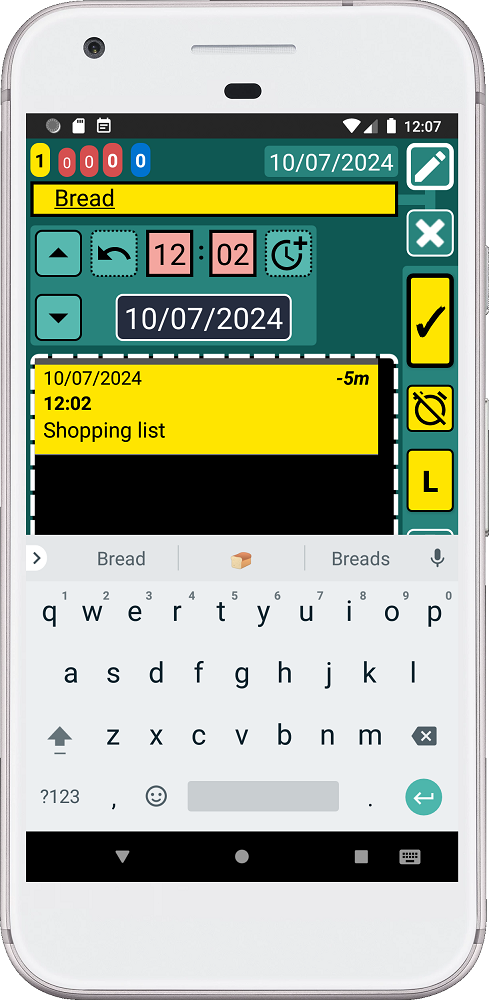 12:07
1 0 0 0 0 10/07/2024
Bread
12 : 02
10/07/2024
10/07/2024 -5m
12:02
Shopping list
L
Bread Breads
1 2 3 4 5 6 7 8 9 0
q w e r t y u i o p
a s d f g h j k l
z x c v b n m
?123 , .